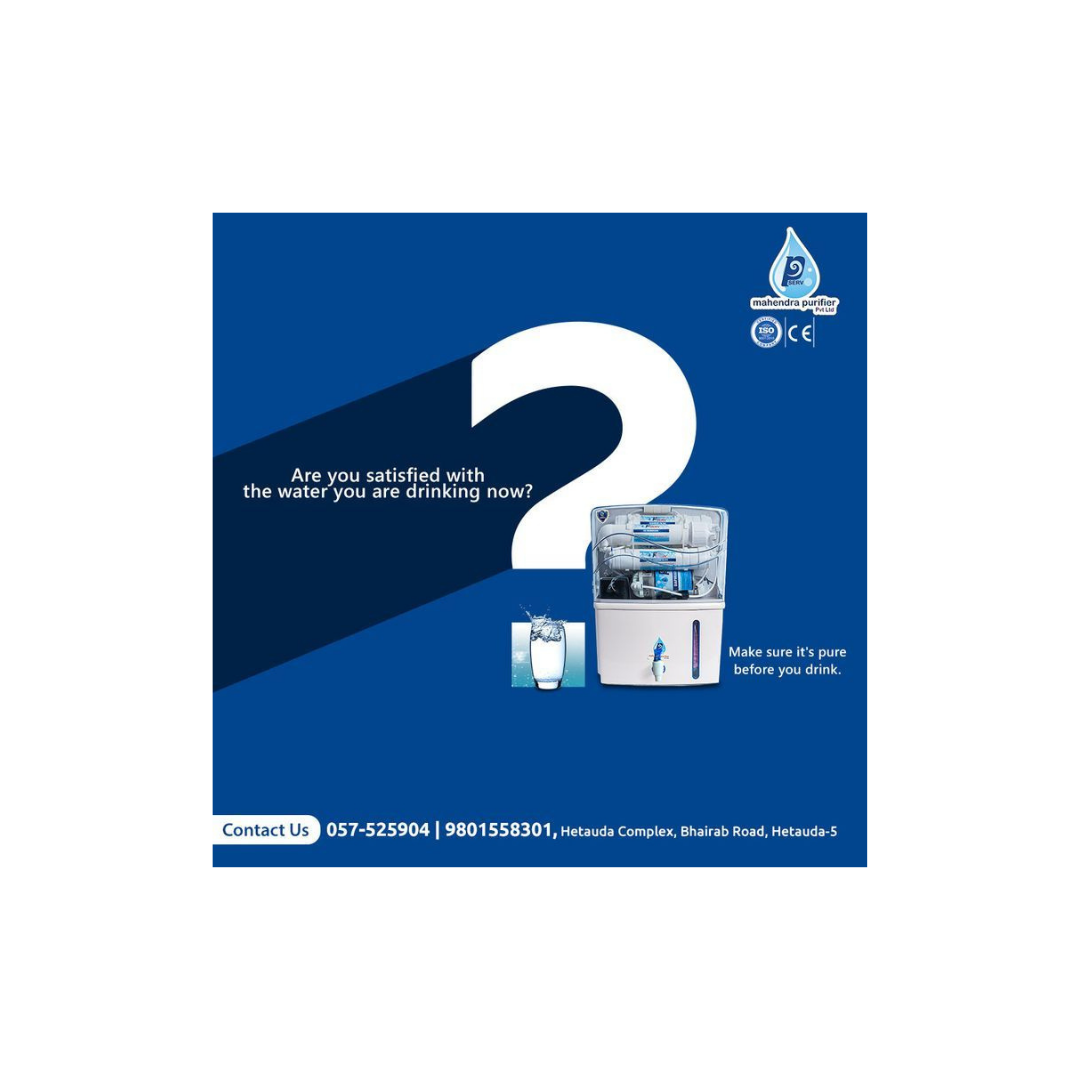 P
SERV
mahendra purifier
Pvt Ltd
ISO
CE
Are you satisfied with
the water you are drinking now?
Make sure it's pure
before you drink.
Contact Us 057-525904 | 9801558301, Hetauda Complex, Bhairab Road, Hetauda-5